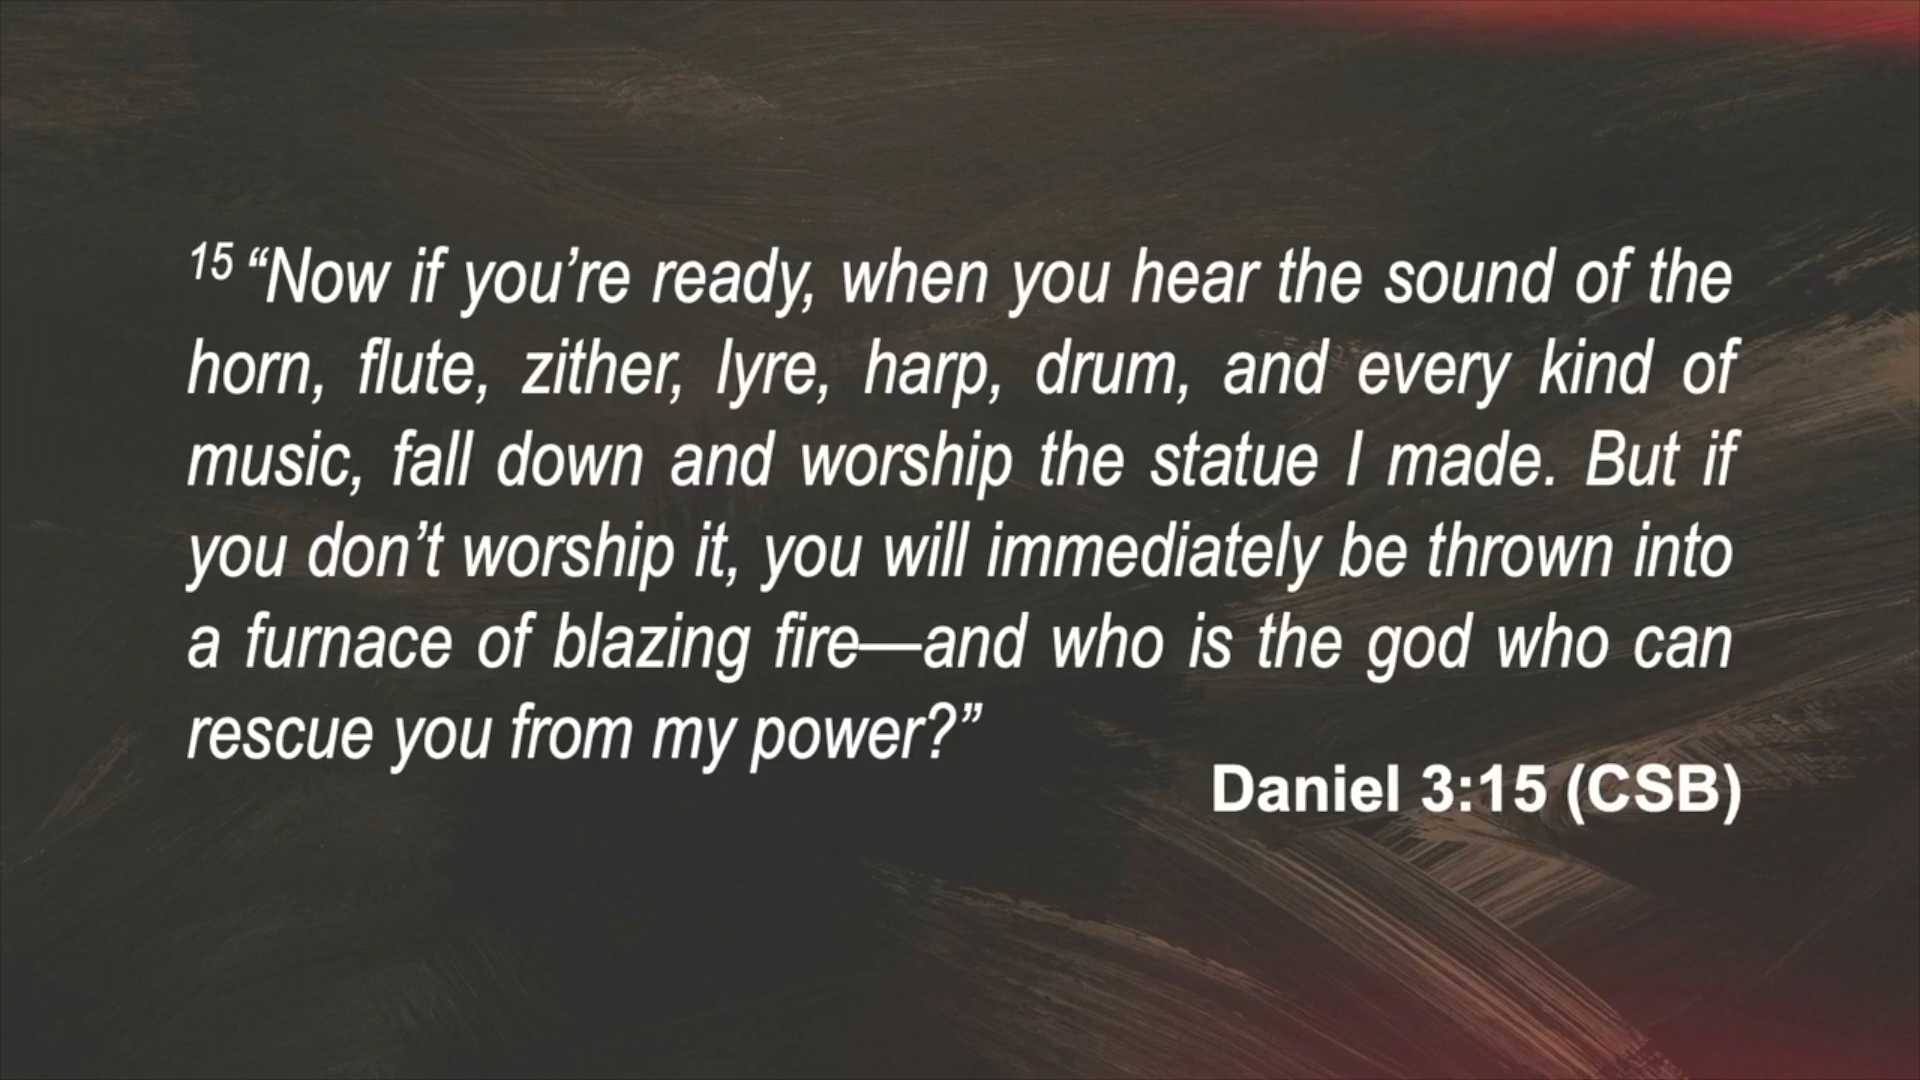 15 “Now if you’re ready, when you hear the sound of the
horn, flute, zither, lyre, harp, drum, and every kind of
music, fall down and worship the statue I made. But if
you don’t worship it, you will immediately be thrown into
a furnace of blazing fire—and who is the god who can
rescue you from my power?”
Daniel 3:15 (CSB)